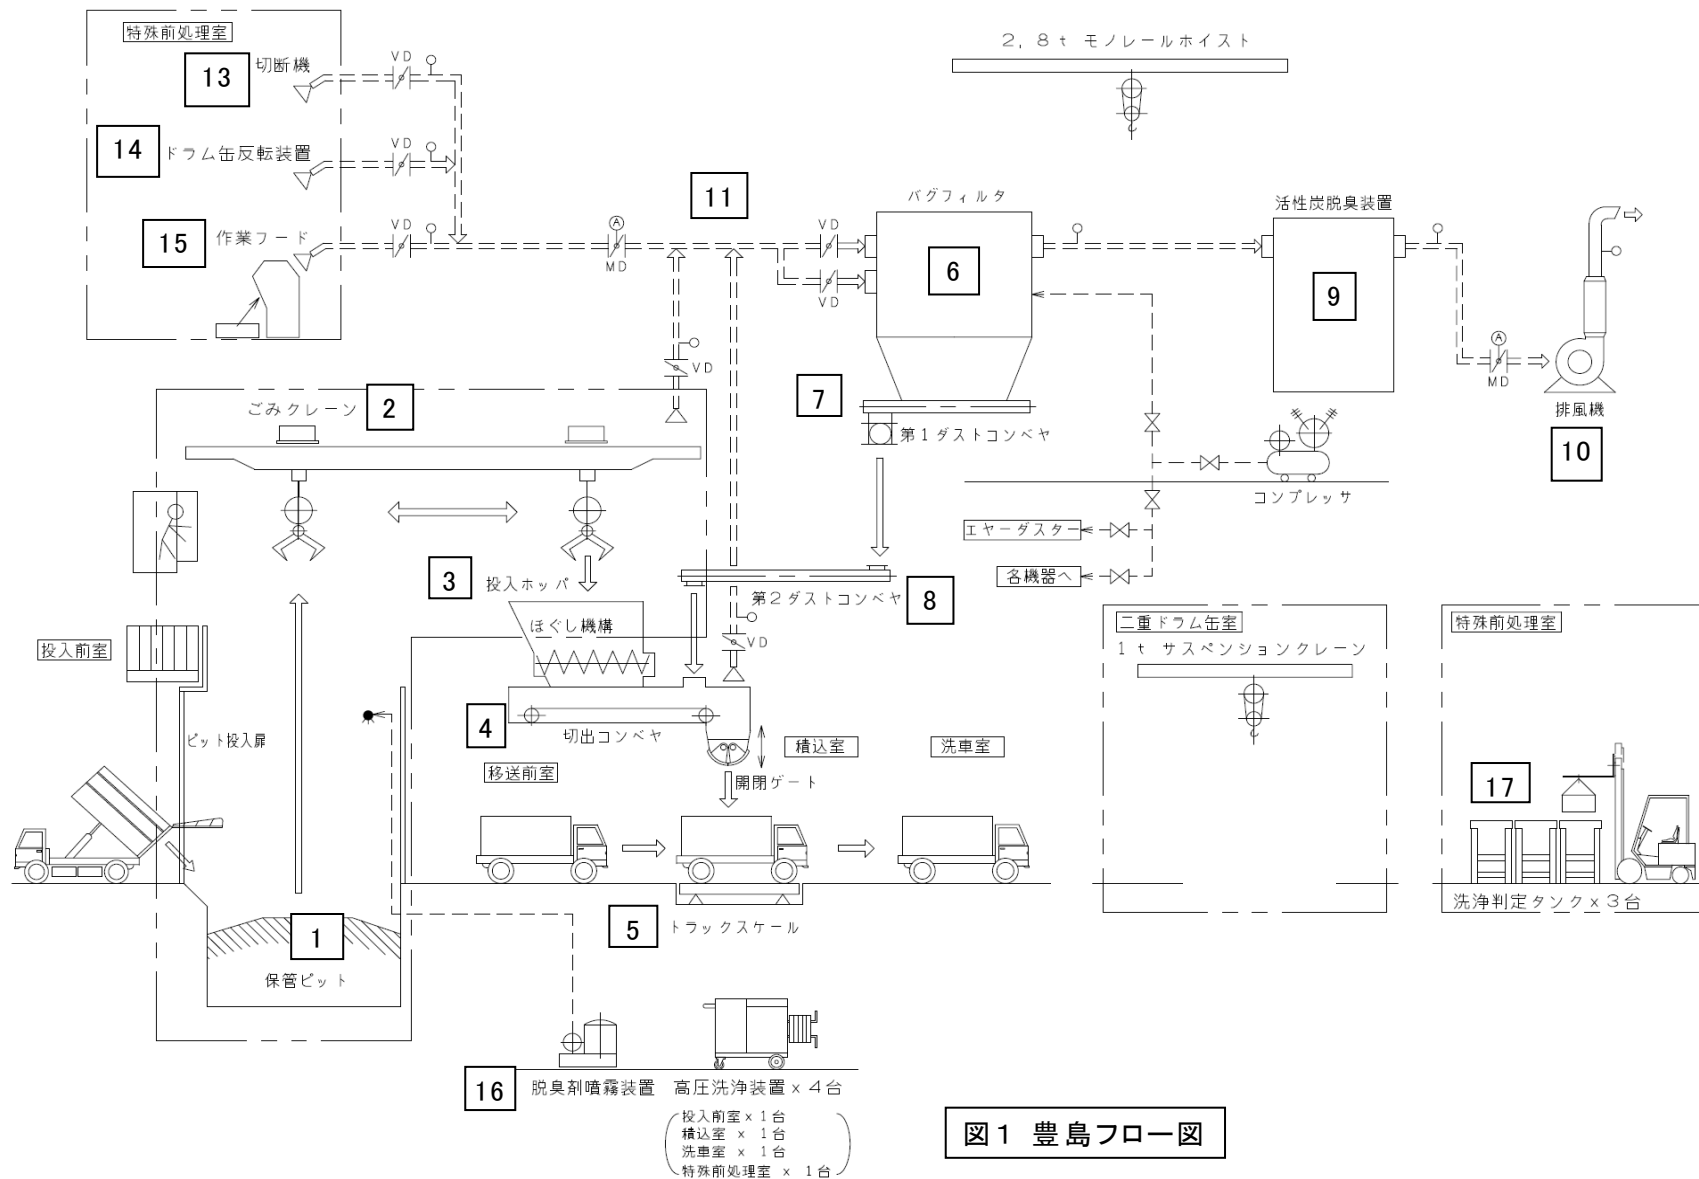 特殊前処理室
13
切断機
VD
2,8t モノレールホイスト
14
ドラム缶反転装置
VD
11
バグフィルタ
活性炭脱臭装置
15
作業フード
VD
A
MD
VD
VD
6
9
VD
A
MD
7
第1ダストコンベヤ
排風機
10
ごみクレーン
2
コンプレッサ
エヤーダスター
各機器へ
3
投入ホッパ
第2ダストコンベヤ
8
ほぐし機構
VD
投入前室
二重ドラム缶室
1t サスペンションクレーン
特殊前処理室
ピット投入扉
4
切出コンベヤ
積込室
洗車室
移送前室
開閉ゲート
17
洗浄判定タンク×3台
1
保管ピット
5
トラックスケール
16
脱臭剤噴霧装置
高圧洗浄装置×4台
投入前室×1台
積込室 × 1台
洗車室 × 1台
特殊前処理室 × 1台
図1 豊島フロー図